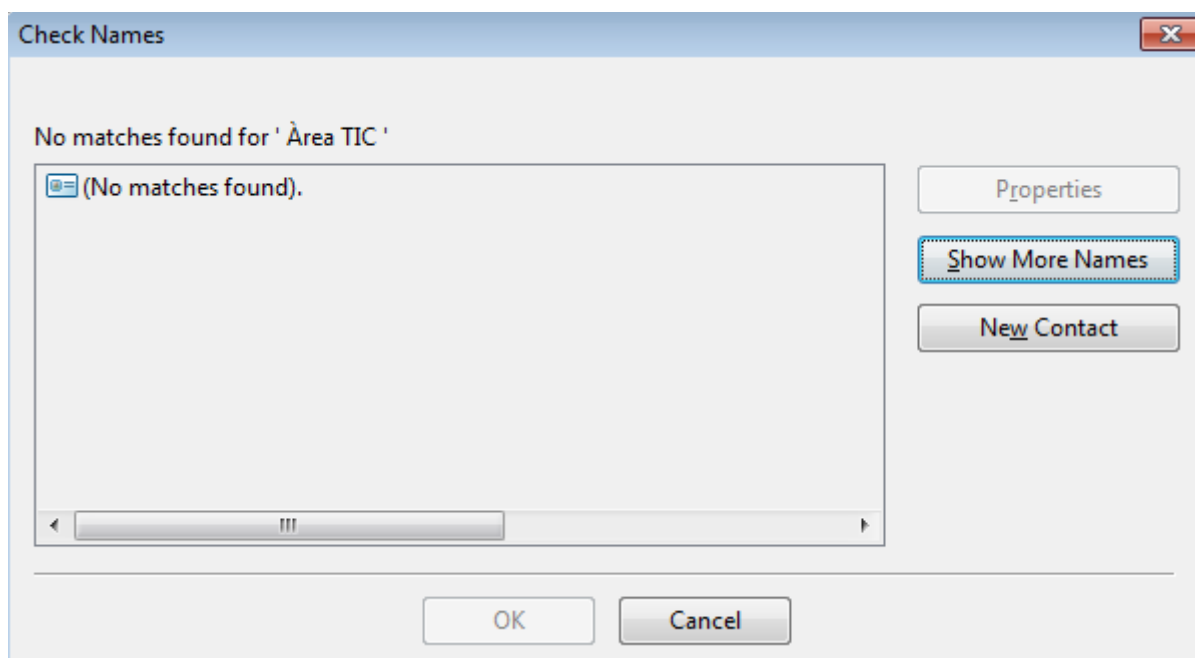 Check Names
No matches found for ' Àrea TIC '
(No matches found).
Properties
Show More Names
New Contact
OK
Cancel